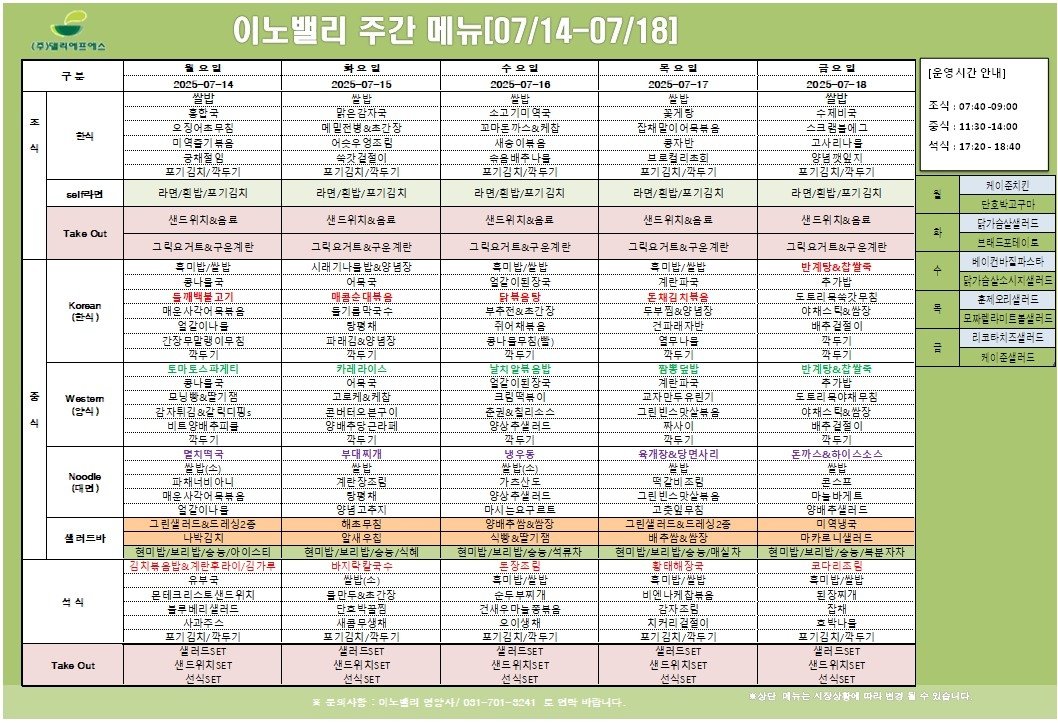 (주)델리에프에스
이노밸리 주간 메뉴[07/14-07/18]
구 분 월 요 일 화 요 일 수 요 일 목 요 일 금 요 일
2025-07-14 2025-07-15 2025-07-16 2025-07-17 2025-07-18
조 식
한식
쌀밥 쌀밥 쌀밥 쌀밥 쌀밥
홍합국 맑은감자국 소고기미역국 꽃게탕 수제비국
오징어초무침 메밀전병&초간장 꼬마돈까스&케찹 잡채말이어묵볶음 스크램블에그
미역줄기볶음 어슷우엉조림 새송이볶음 콩자반 고사리나물
궁채절임 쑥갓겉절이 숙음배추나물 브로컬리초회 양념깻잎지
포기김치/깍두기 포기김치/깍두기 포기김치/깍두기 포기김치/깍두기 포기김치/깍두기
self라면 라면/흰밥/포기김치 라면/흰밥/포기김치 라면/흰밥/포기김치 라면/흰밥/포기김치 라면/흰밥/포기김치
Take Out
샌드위치&음료 샌드위치&음료 샌드위치&음료 샌드위치&음료 샌드위치&음료
그릭요거트&구운계란 그릭요거트&구운계란 그릭요거트&구운계란 그릭요거트&구운계란 그릭요거트&구운계란
중 식
Korean
(한식)
흑미밥/쌀밥 시래기나물밥&양념장 흑미밥/쌀밥 흑미밥/쌀밥 반계탕&찹쌀죽
콩나물국 어묵국 얼갈이된장국 계란파국 추가밥
들깨백불고기 매콤순대볶음 닭볶음탕 돈채김치볶음 도토리묵쑥갓무침
매운사각어묵볶음 들기름막국수 부추전&초간장 두부찜&양념장 야채스틱&쌈장
얼갈이나물 탕평채 쥐어채볶음 건파래자반 배추겉절이
간장무말랭이무침 파래김&양념장 콩나물무침(빨) 열무나물 깍두기
깍두기 깍두기 깍두기 깍두기 깍두기
Western
(양식)
토마토스파게티 카레라이스 날치알볶음밥 짬뽕덮밥 반계탕&찹쌀죽
콩나물국 어묵국 얼갈이된장국 계란파국 추가밥
모닝빵&딸기잼 고로케&케찹 크림떡볶이 교자만두유린기 도토리묵야채무침
감자튀김&갈릭디핑s 콘버터오븐구이 춘권&칠리소스 그린빈스맛살볶음 야채스틱&쌈장
비트양배추피클 양배추당근라페 양상추샐러드 짜사이 배추겉절이
깍두기 깍두기 깍두기 깍두기 깍두기
Noodle
(대면)
멸치떡국 부대찌개 냉우동 육개장&당면사리 돈까스&하이스소스
쌀밥(소) 쌀밥 쌀밥(소) 쌀밥 쌀밥
파채너비아니 계란장조림 가츠산도 떡갈비조림 콘스프
매운사각어묵볶음 탕평채 양상추샐러드 그린빈스맛살볶음 마늘바게트
얼갈이나물 양념고추지 마시는요구르트 고춧잎무침 양배추샐러드
샐러드바
그린샐러드&드레싱2종 해초무침 양배추쌈&쌈장 그린샐러드&드레싱2종 미역냉국
나박김치 알새우칩 식빵&딸기잼 배추쌈&쌈장 마카로니샐러드
현미밥/보리밥/숭늉/아이스티 현미밥/보리밥/숭늉/식혜 현미밥/보리밥/숭늉/석류차 현미밥/보리밥/숭늉/매실차 현미밥/보리밥/숭늉/복분자차
석 식
김치볶음밥&계란후라이/김가루 바지락칼국수 돈장조림 황태해장국 코다리조림
유부국 쌀밥(소) 흑미밥/쌀밥 흑미밥/쌀밥 흑미밥/쌀밥
몬테크리스토샌드위치 물만두&초간장 순두부찌개 비엔나케찹볶음 된장찌개
블루베리샐러드 단호박골찜 건새우마늘쫑볶음 감자조림 잡채
사과주스 새콤무생채 오이생채 치커리겉절이 호박나물
포기김치/깍두기 포기김치/깍두기 포기김치/깍두기 포기김치/깍두기 포기김치/깍두기
Take Out
샐러드SET 샐러드SET 샐러드SET 샐러드SET 샐러드SET
샌드위치SET 샌드위치SET 샌드위치SET 샌드위치SET 샌드위치SET
선식SET 선식SET 선식SET 선식SET 선식SET
[운영시간 안내]
조식 : 07:40 -09:00
중식 : 11:30 -14:00
석식 : 17:20 - 18:40
월 케이준치킨
단호박고구마
화 닭가슴살샐러드
브래드포테이토
수 베이컨바질파스타
닭가슴살소시지샐러드
목 훈제오리샐러드
모짜렐라미트볼샐러드
금 리코타치즈샐러드
케이준샐러드
※ 문의사항 : 이노밸리 영양사/ 031-701-3241 로 연락 바랍니다.
※상단 메뉴는 시장상황에 따라 변경 될 수 있습니다.